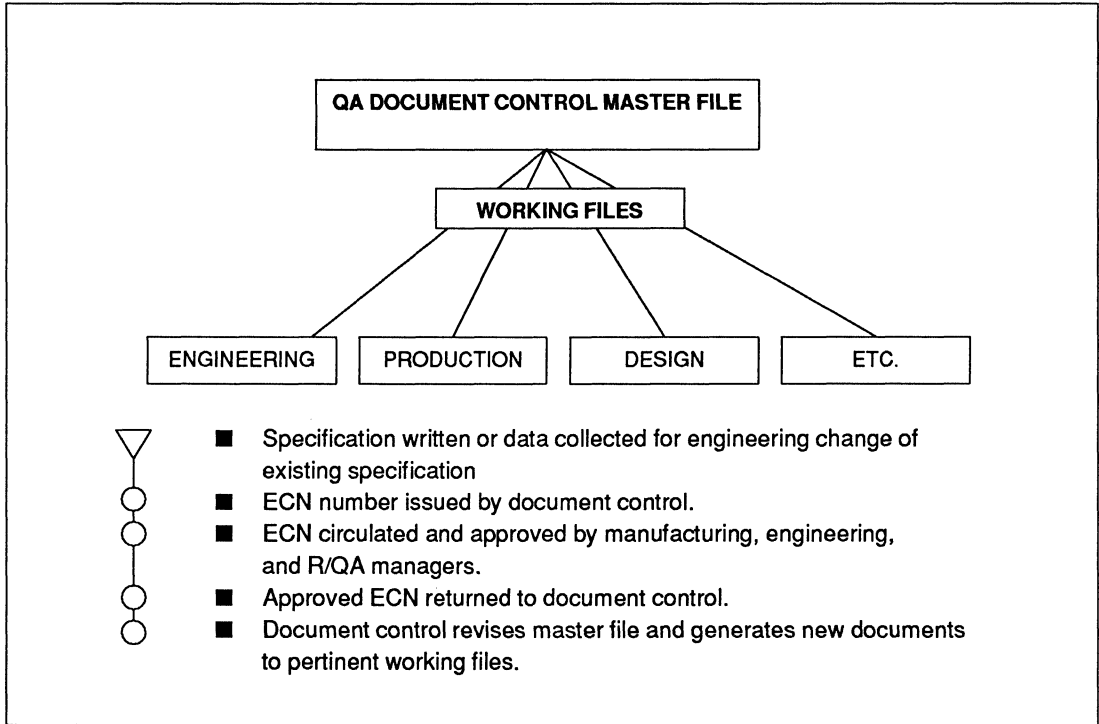 QA DOCUMENT CONTROL MASTER FILE
WORKING FILES
ENGINEERING
PRODUCTION
DESIGN
ETC.
■ Specification written or data collected for engineering change of
existing specification
■ ECN number issued by document control.
■ ECN circulated and approved by manufacturing, engineering,
and R/QA managers.
■ Approved ECN returned to document control.
■ Document control revises master file and generates new documents
to pertinent working files.